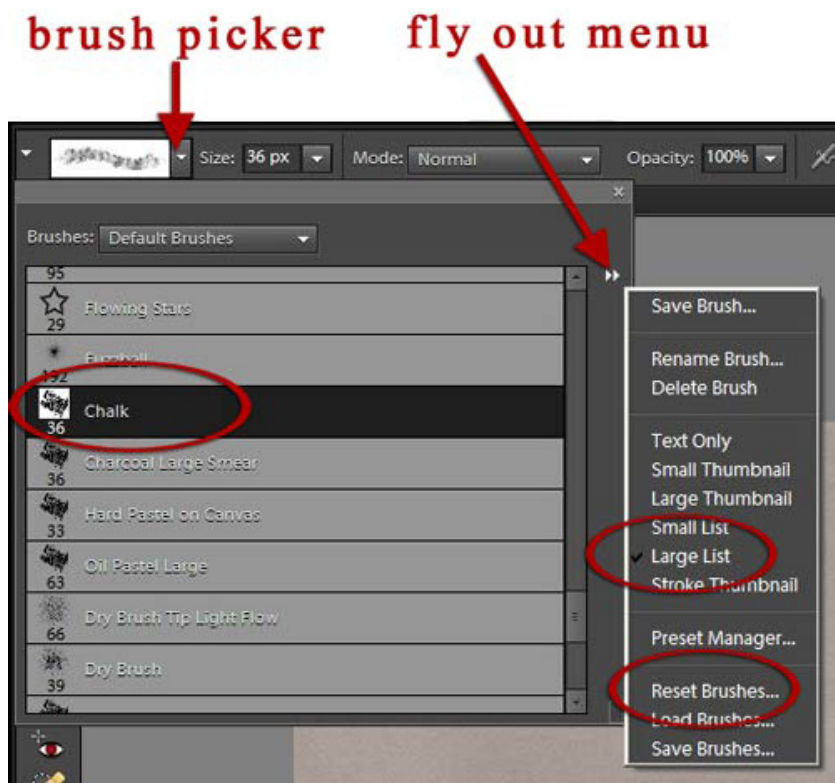 brush picker fly out menu
Size: 36 px Mode: Normal Opacity: 100%
Brushes: Default Brushes
95
29 Flowing Stars
192 Fuzzball
36 Chalk
36 Charcoal Large Smear
33 Hard Pastel on Canvas
63 Oil Pastel Large
66 Dry Brush Tip Light Flow
39 Dry Brush
Save Brush...
Rename Brush...
Delete Brush
Text Only
Small Thumbnail
Large Thumbnail
Small List
Large List
Stroke Thumbnail
Preset Manager...
Reset Brushes...
Load Brushes...
Save Brushes...